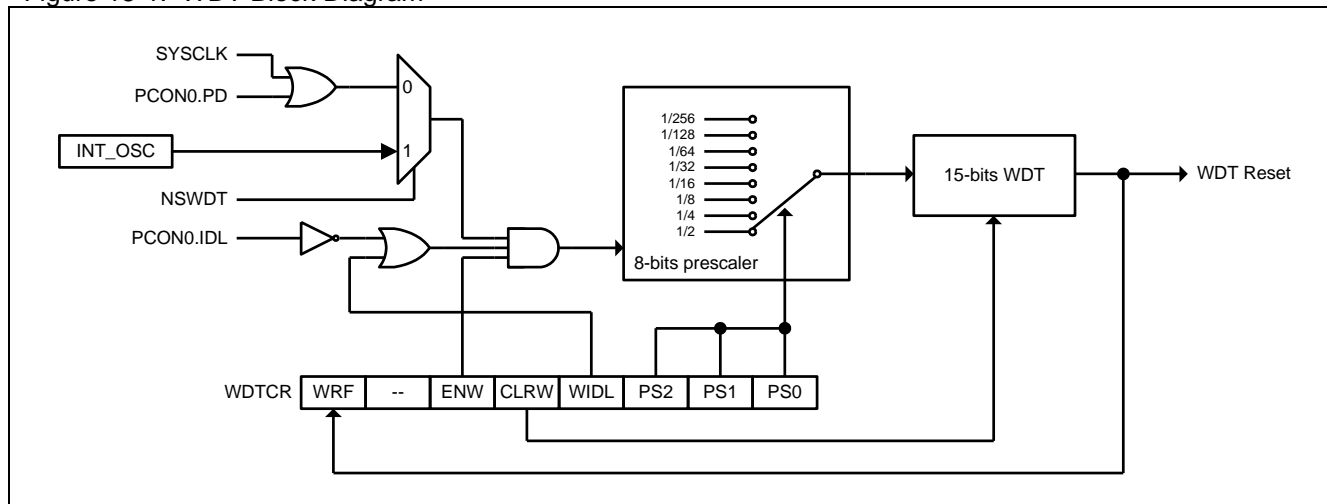 Figure 15-1. WDT Block Diagram
SYSCLK
PCON0.PD
0
INT_OSC
1
NSWDT
PCON0.IDL
1/256
1/128
1/64
1/32
1/16
1/8
1/4
1/2
8-bits prescaler
15-bits WDT
WDT Reset
WDTCR WRF -- ENW CLRW WIDL PS2 PS1 PS0